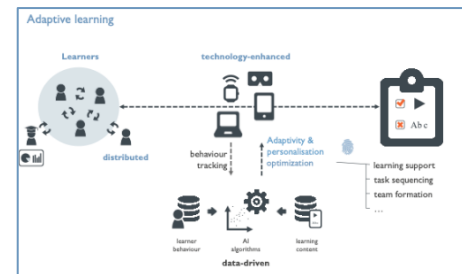 Adaptive learning
Learners
technology-enhanced
distributed
behaviour
tracking
Adaptivity &
personalisation
optimization
Abc
learning support
task sequencing
team formation
...
learner
behaviour
AI
algorithms
learning
content
data-driven